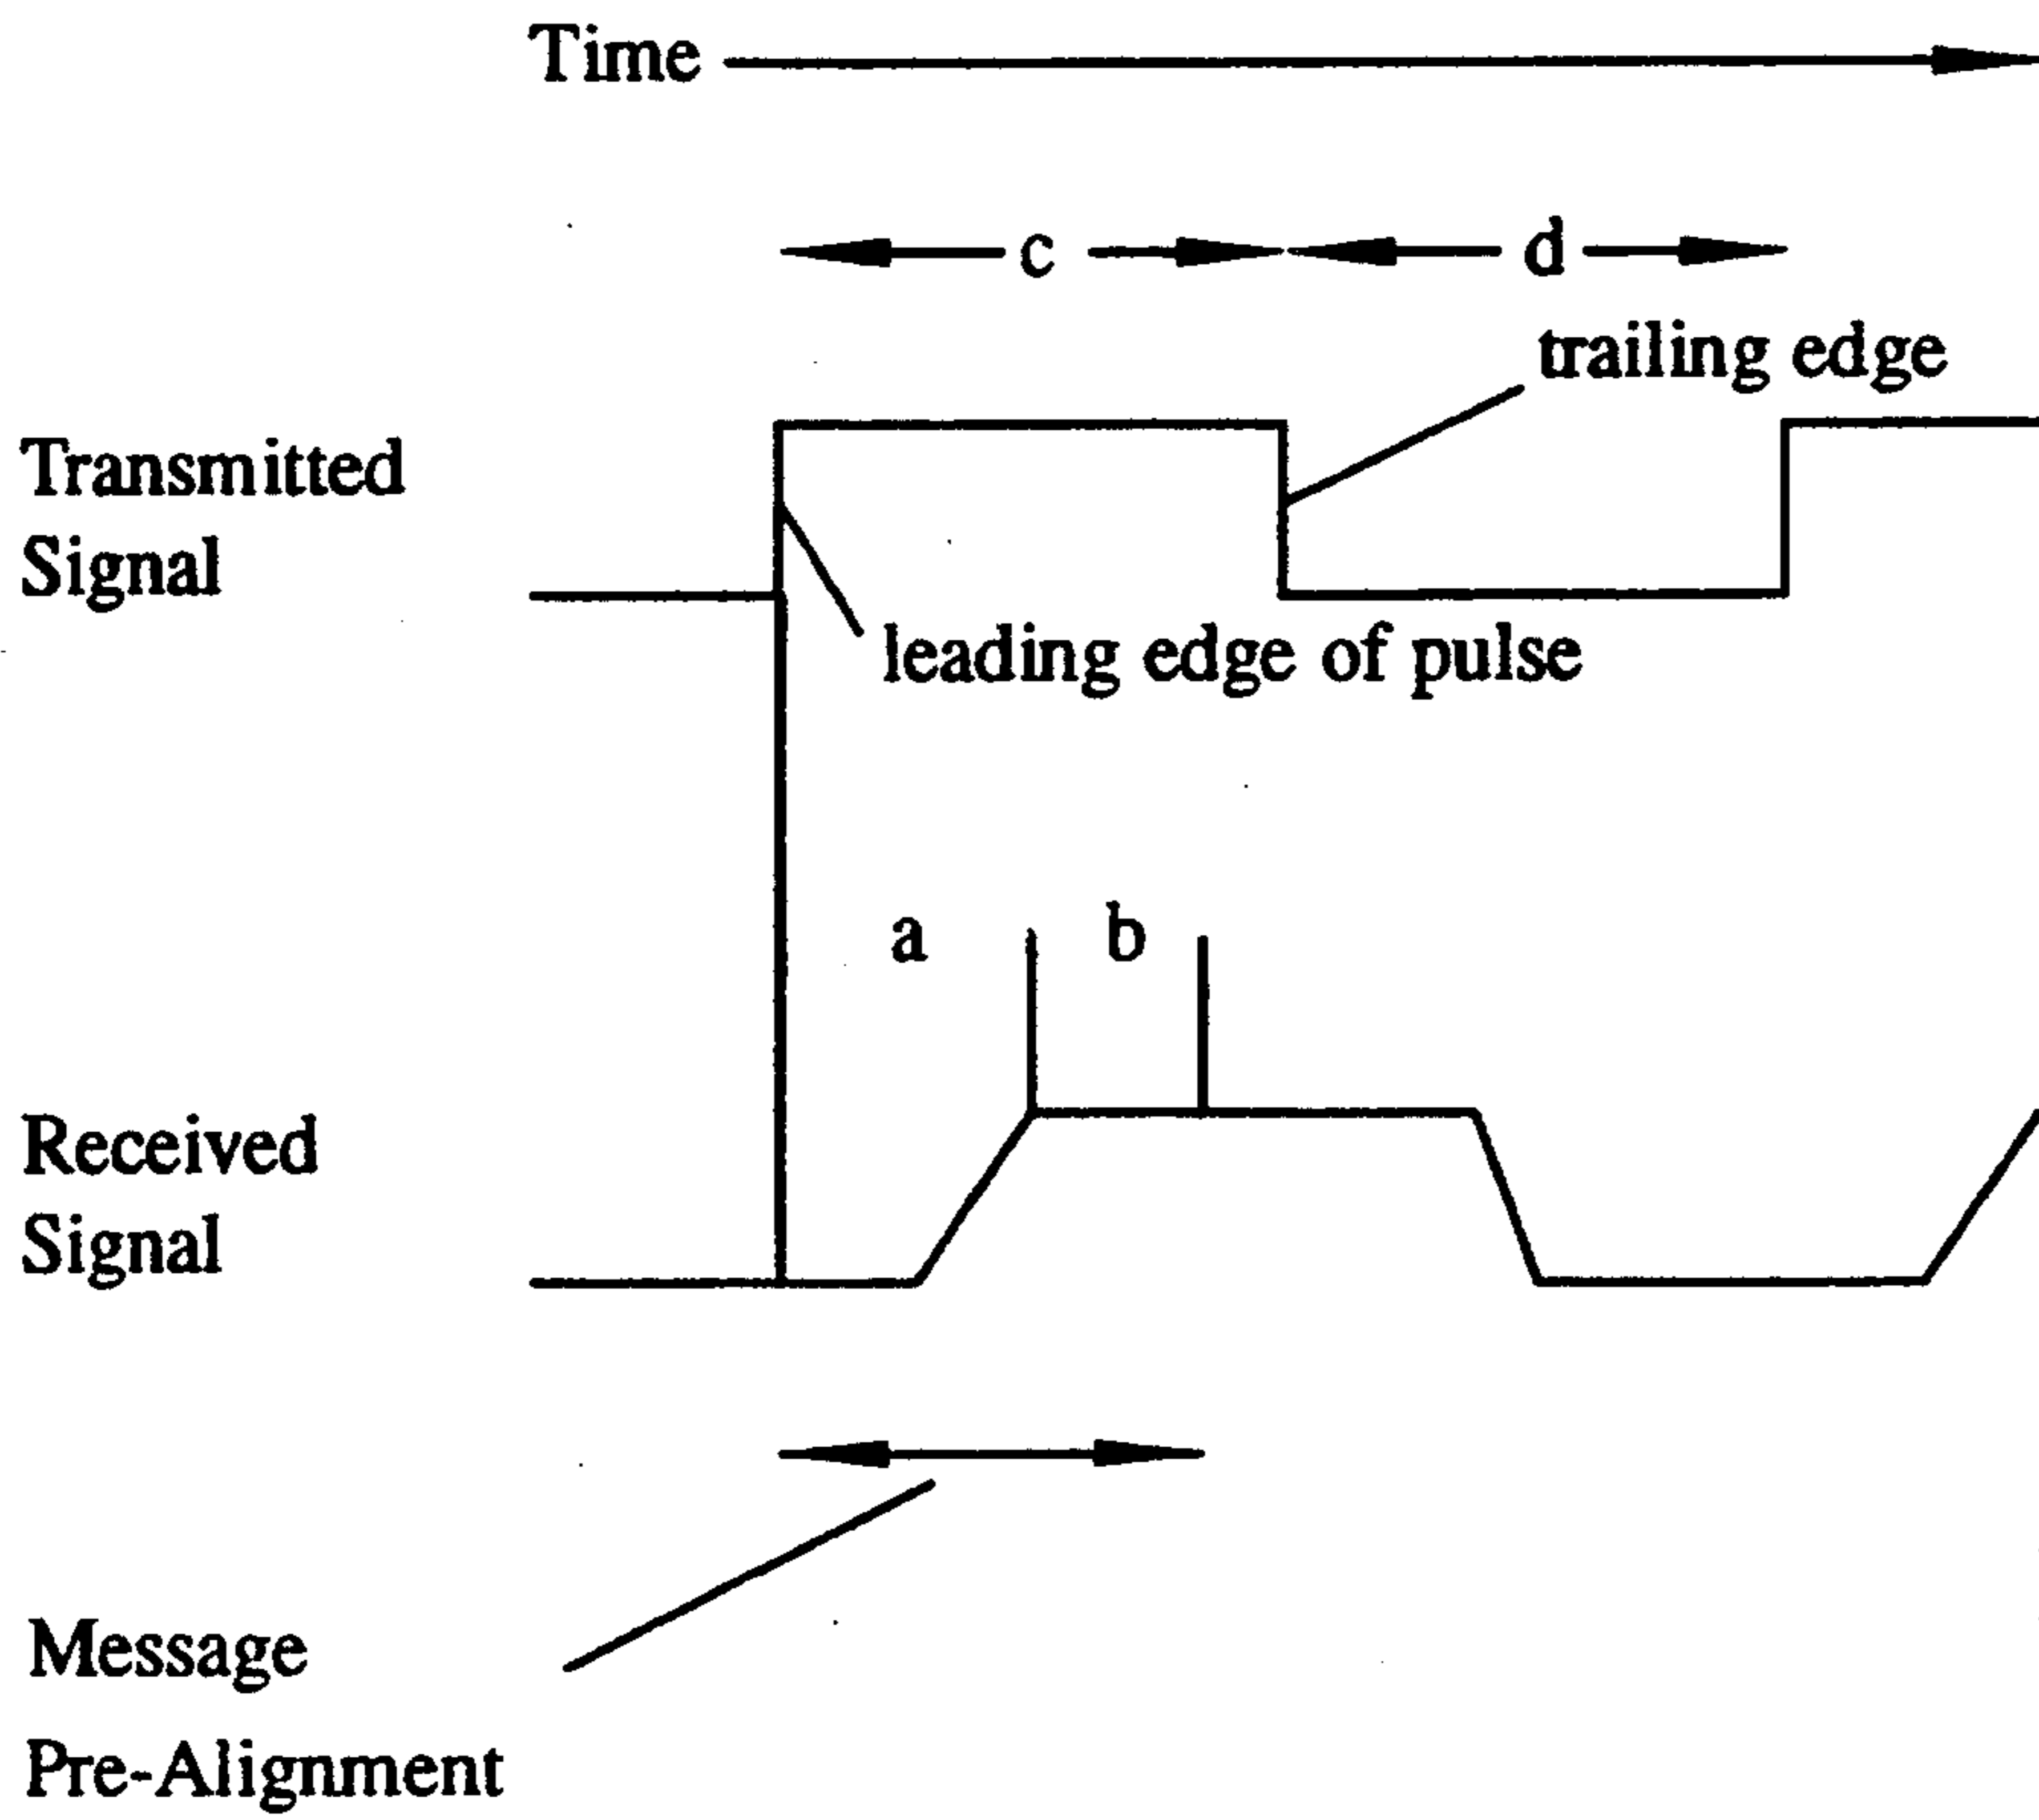 Time
c
d
trailing edge
Transmitted
Signal
leading edge of pulse
a
b
Received
Signal
Message
Pre-Alignment